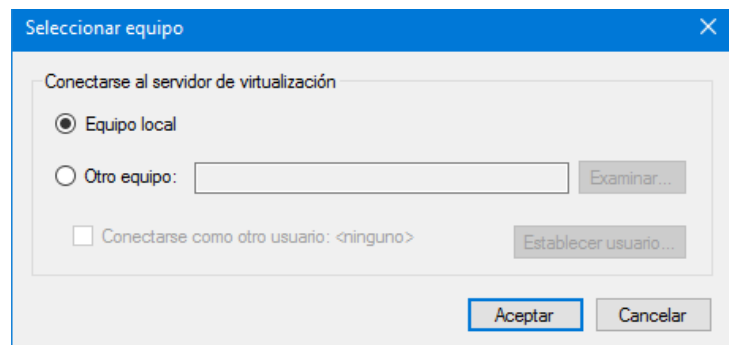 Seleccionar equipo
Conectarse al servidor de virtualización
Equipo local
Otro equipo:
Examinar...
Conectarse como otro usuario: <ninguno>
Establecer usuario...
Aceptar
Cancelar